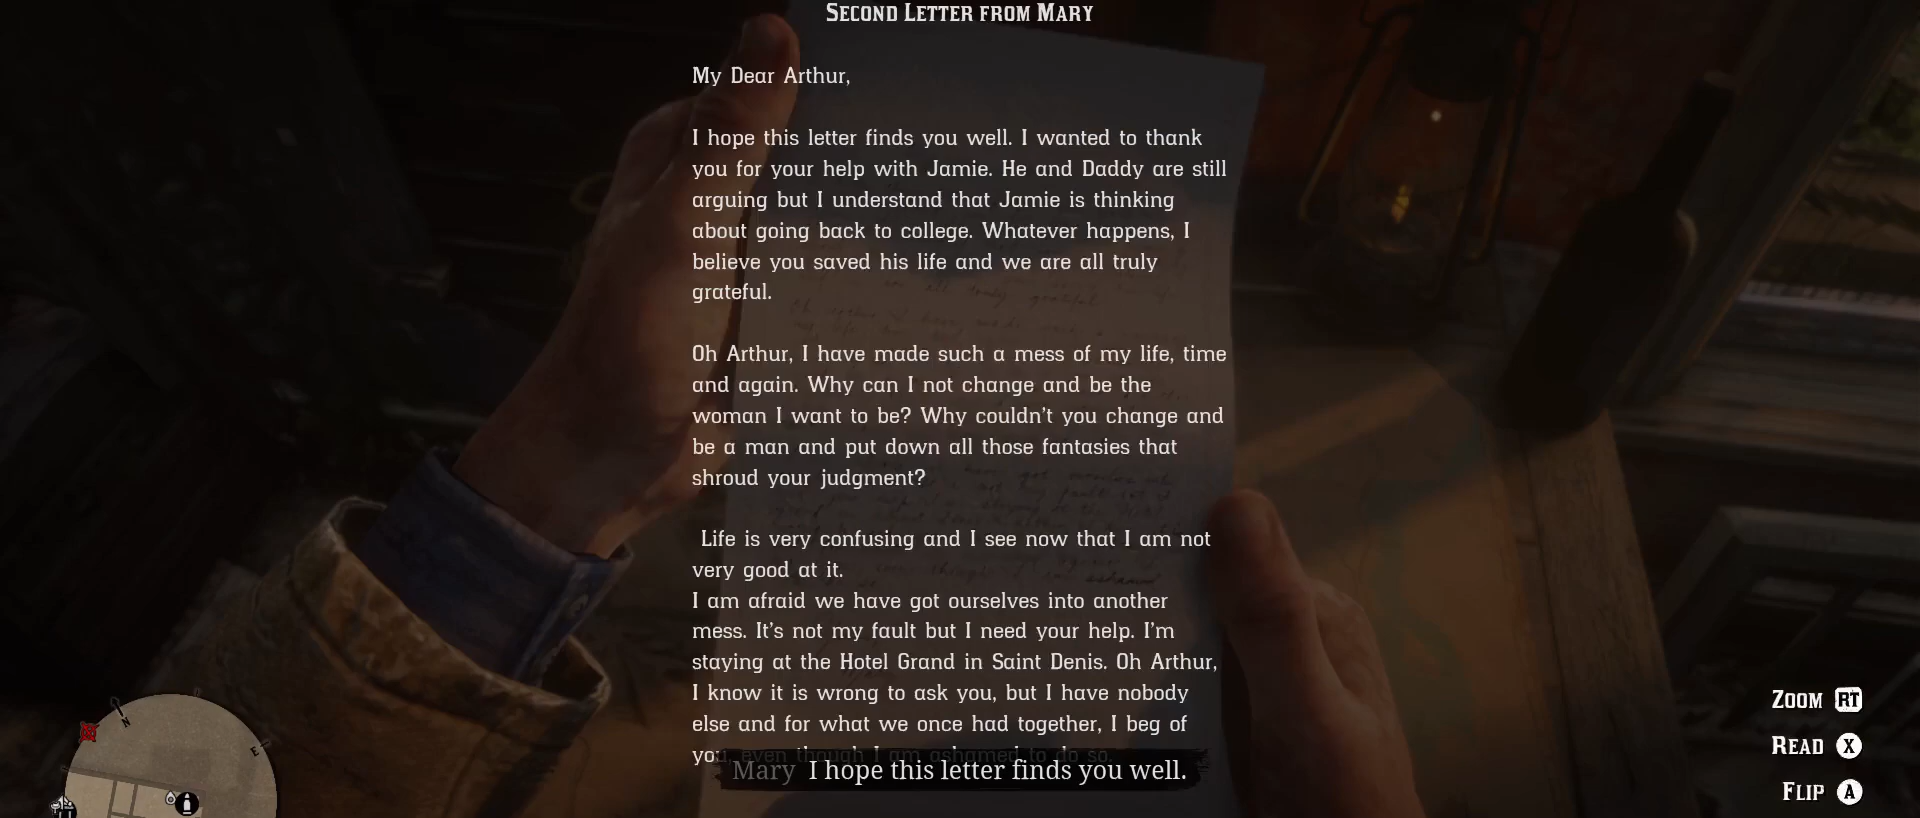 Second Letter from Mary
My Dear Arthur,
I hope this letter finds you well. I wanted to thank
you for your help with Jamie. He and Daddy are still
arguing but I understand that Jamie is thinking
about going back to college. Whatever happens, I
believe you saved his life and we are all truly
grateful.
Oh Arthur, I have made such a mess of my life, time
and again. Why can I not change and be the
woman I want to be? Why couldn't you change and
be a man and put down all those fantasies that
shroud your judgment?
Life is very confusing and I see now that I am not
very good at it.
I am afraid we have got ourselves into another
mess. It's not my fault but I need your help. I'm
staying at the Hotel Grand in Saint Denis. Oh Arthur,
I know it is wrong to ask you, but I have nobody
else and for what we once had together, I beg of
you, even though I am ashamed to do so.
Mary I hope this letter finds you well.
Zoom RT
Read X
Flip A
N
E